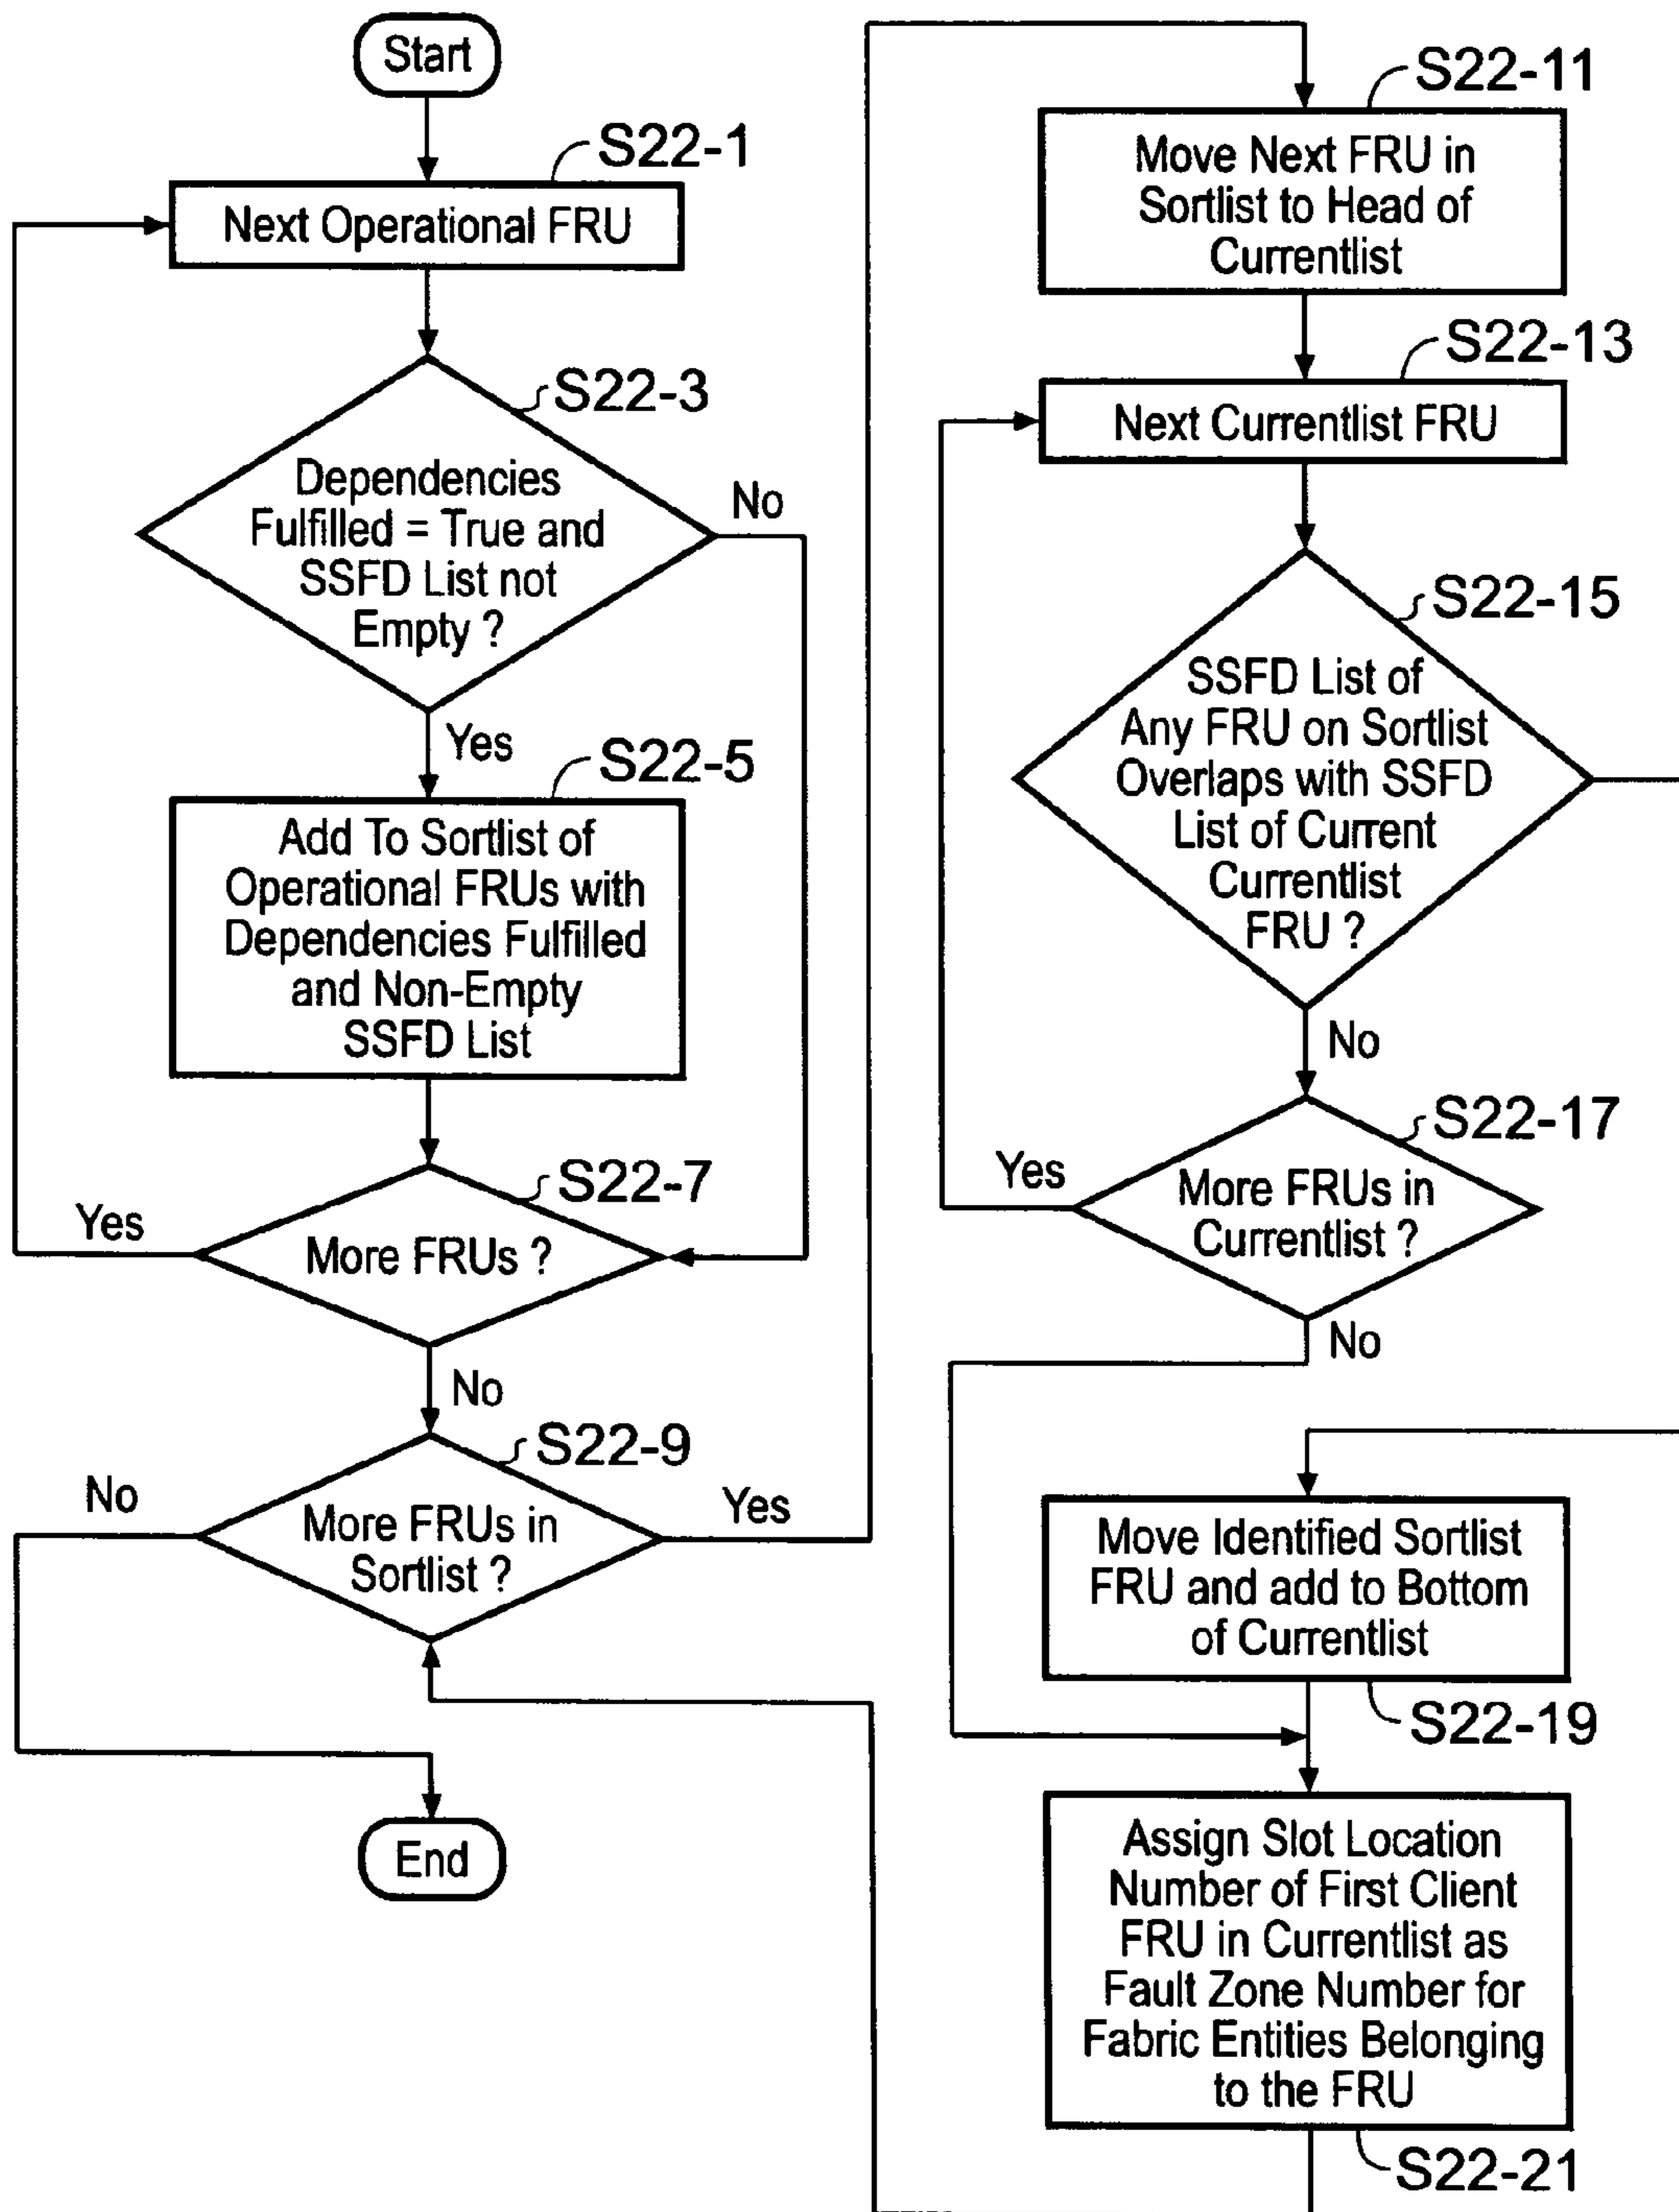 Start
S22-1
Next Operational FRU
S22-3
Dependencies
Fulfilled = True and
SSFD List not
Empty ?
No
Yes
S22-5
Add To Sortlist of
Operational FRUs with
Dependencies Fulfilled
and Non-Empty
SSFD List
S22-7
Yes
More FRUs ?
No
S22-9
No
More FRUs in
Sortlist ?
Yes
End
S22-11
Move Next FRU in
Sortlist to Head of
Currentlist
S22-13
Next Currentlist FRU
S22-15
SSFD List of
Any FRU on Sortlist
Overlaps with SSFD
List of Current
Currentlist
FRU ?
No
S22-17
Yes
More FRUs in
Currentlist ?
No
Move Identified Sortlist
FRU and add to Bottom
of Currentlist
S22-19
Assign Slot Location
Number of First Client
FRU in Currentlist as
Fault Zone Number for
Fabric Entities Belonging
to the FRU
S22-21